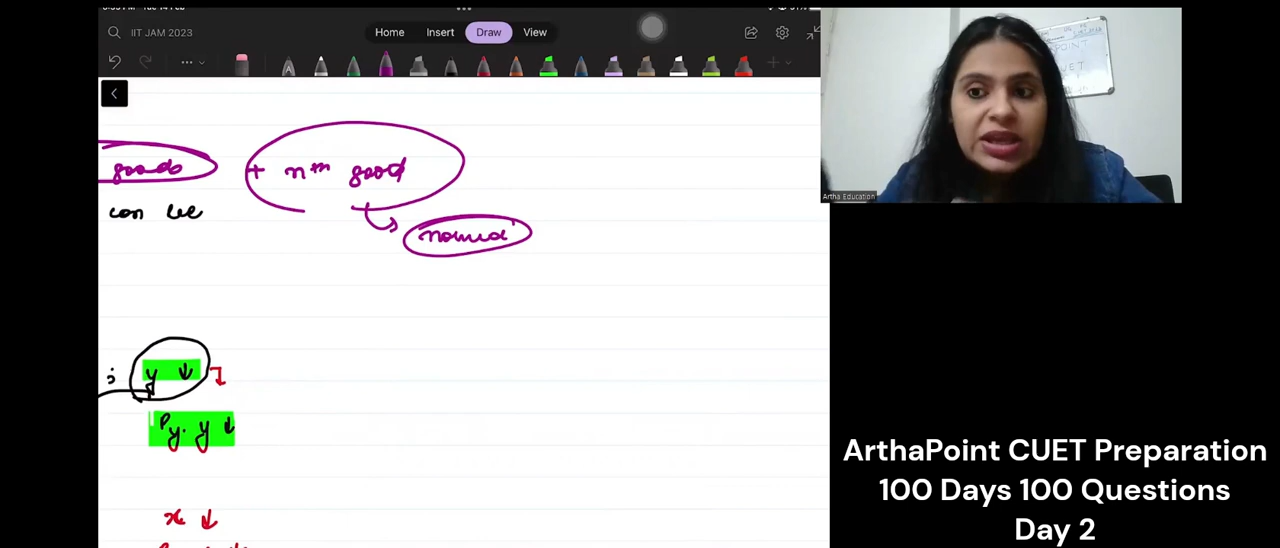 IIT JAM 2023
Home Insert Draw View
goods + nth good
can be
normal
; y ↓
Py. y ↓
x ↓
Artha Education
ArthaPoint CUET Preparation
100 Days 100 Questions
Day 2